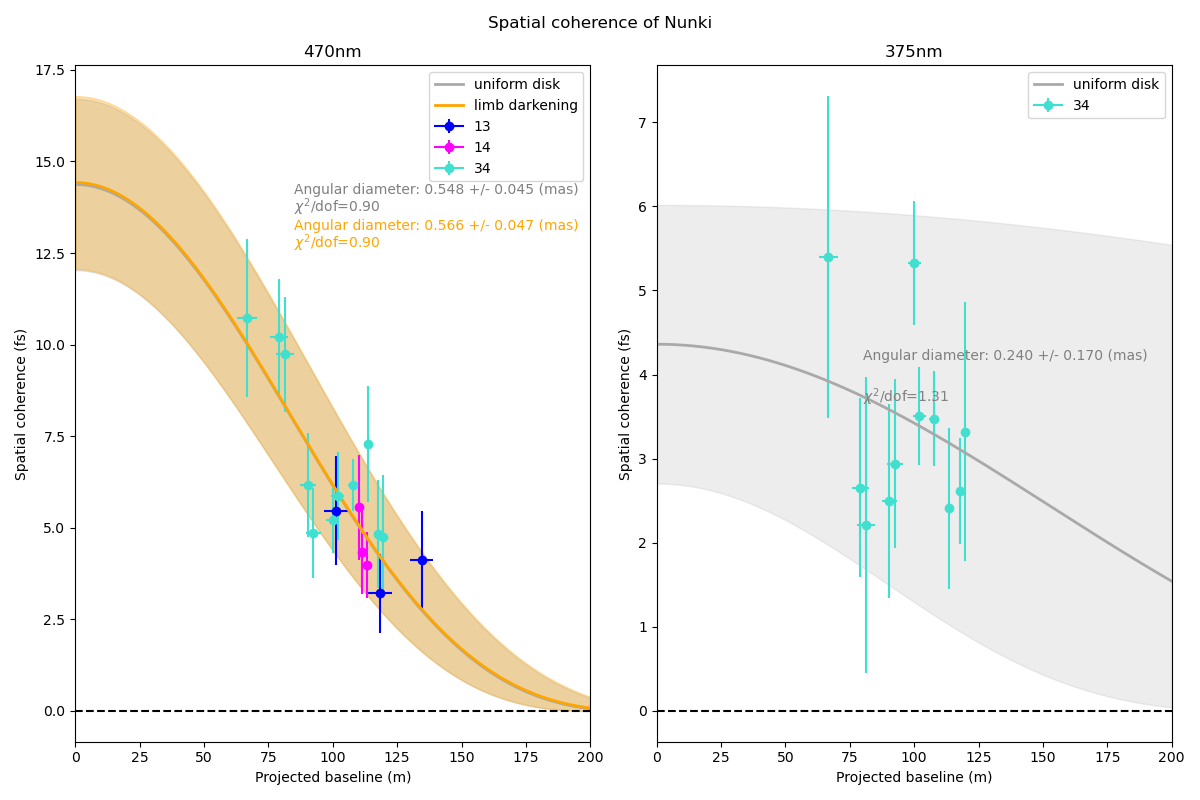 Spatial coherence of Nunki
470nm
17.5
15.0
12.5
10.0
7.5
5.0
2.5
0.0
Spatial coherence (fs)
0 25 50 75 100 125 150 175 200
Projected baseline (m)
uniform disk
limb darkening
13
14
34
Angular diameter: 0.548 +/- 0.045 (mas)
χ²/dof=0.90
Angular diameter: 0.566 +/- 0.047 (mas)
χ²/dof=0.90
375nm
7
6
5
4
3
2
1
0
Spatial coherence (fs)
0 25 50 75 100 125 150 175 200
Projected baseline (m)
uniform disk
34
Angular diameter: 0.240 +/- 0.170 (mas)
χ²/dof=1.31